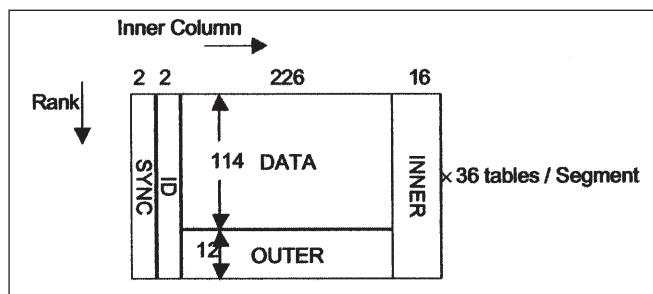 Inner Column
2 2 226 16
Rank
SYNC
ID
114 DATA
INNER
× 36 tables / Segment
12 OUTER